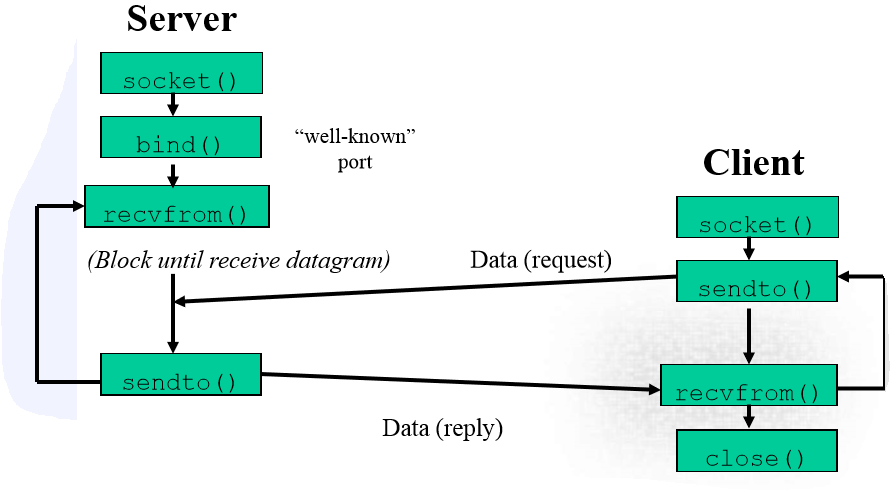 Server
socket()
bind()
“well-known”
port
recvfrom()
(Block until receive datagram)
sendto()
Client
socket()
Data (request)
sendto()
recvfrom()
Data (reply)
close()